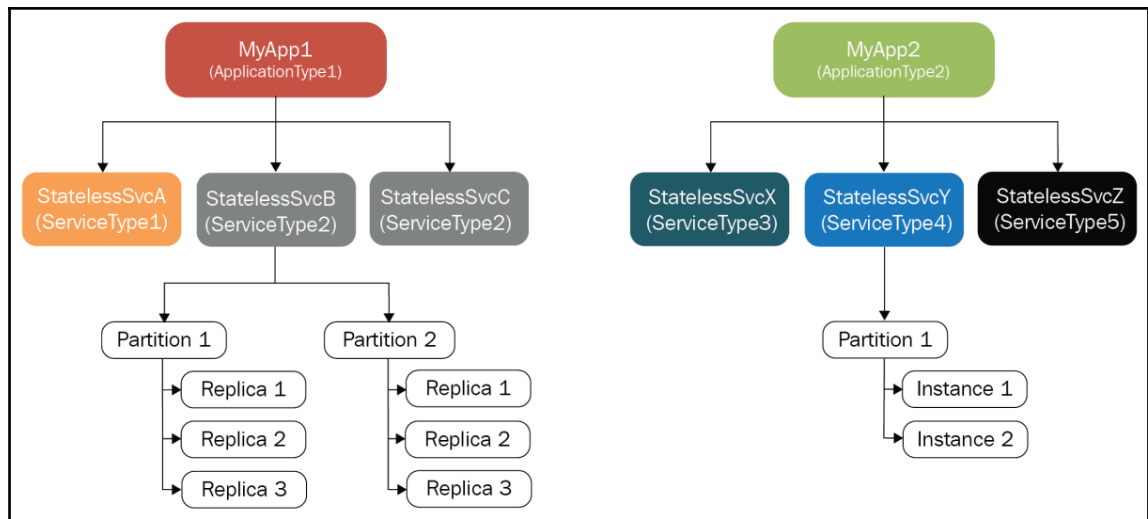 MyApp1
(ApplicationType1)
StatelessSvcA
(ServiceType1)
StatelessSvcB
(ServiceType2)
StatelessSvcC
(ServiceType2)
Partition 1
Replica 1
Replica 2
Replica 3
Partition 2
Replica 1
Replica 2
Replica 3
MyApp2
(ApplicationType2)
StatelessSvcX
(ServiceType3)
StatelessSvcY
(ServiceType4)
StatelessSvcZ
(ServiceType5)
Partition 1
Instance 1
Instance 2